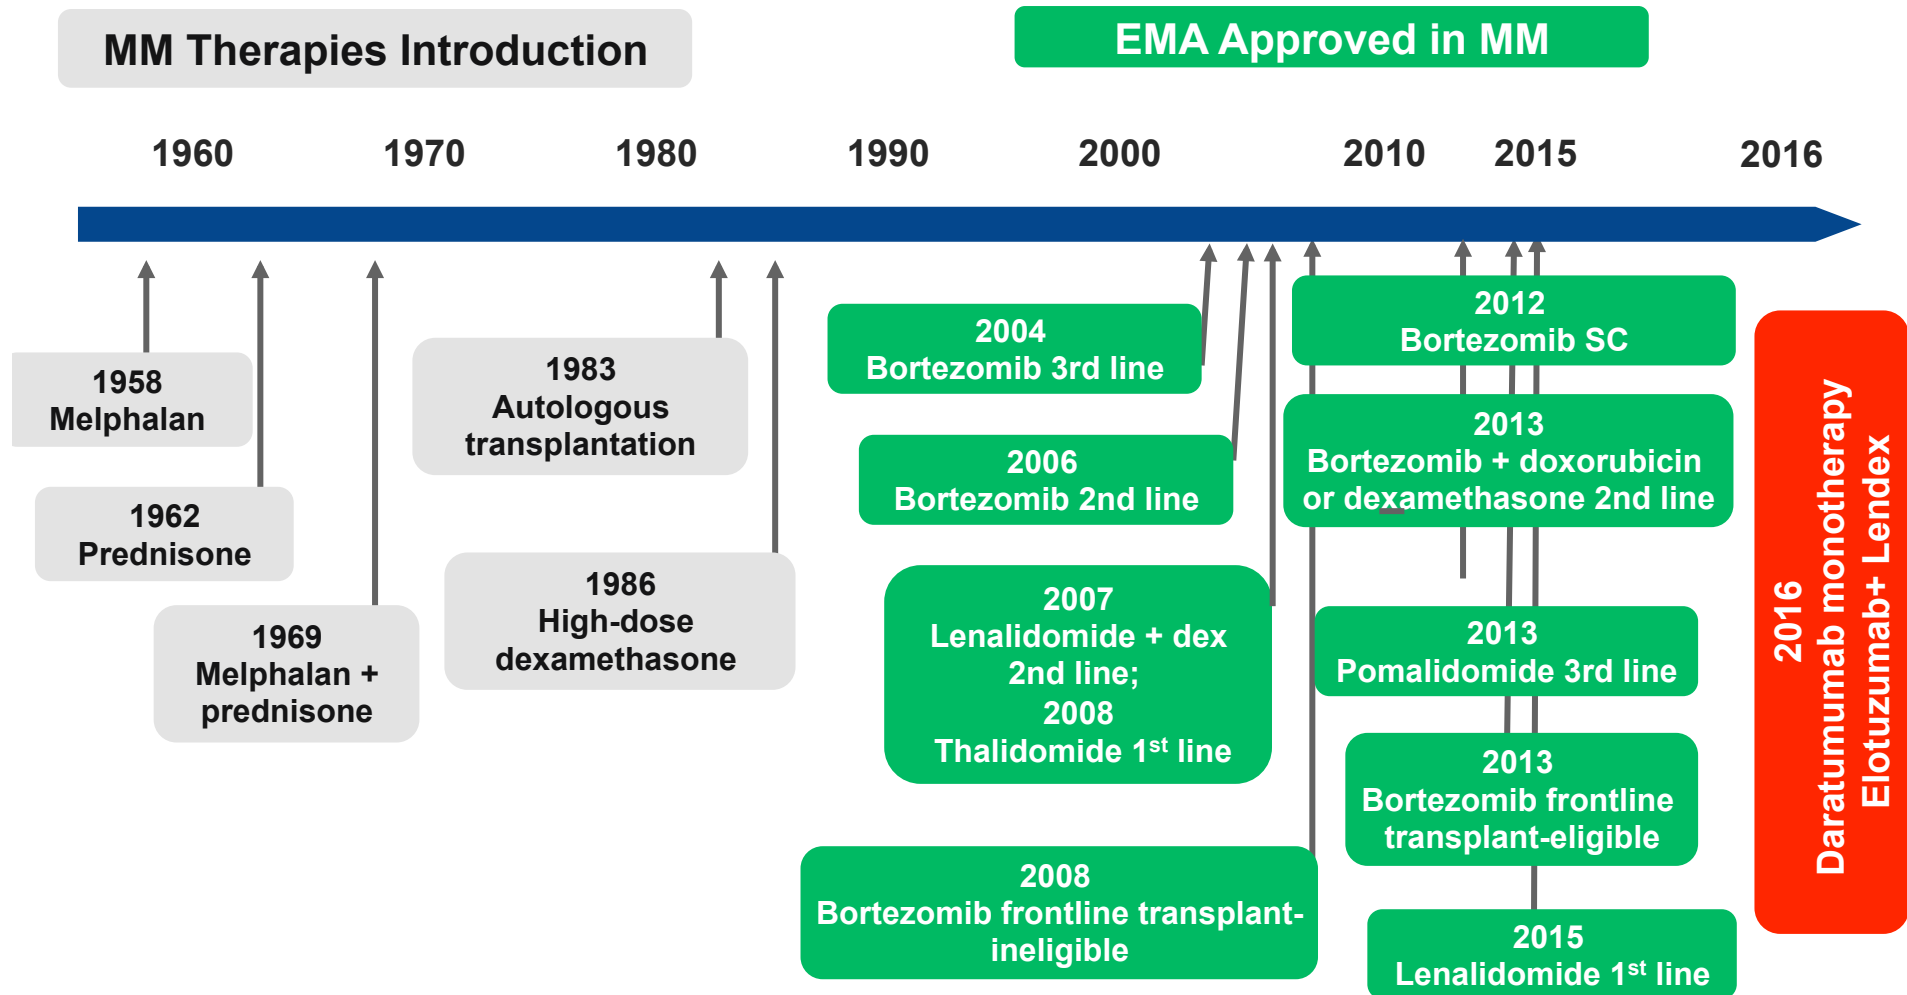 MM Therapies Introduction
EMA Approved in MM
1960 1970 1980 1990 2000 2010 2015 2016
1958
Melphalan
1962
Prednisone
1969
Melphalan +
prednisone
1983
Autologous
transplantation
1986
High-dose
dexamethasone
2004
Bortezomib 3rd line
2006
Bortezomib 2nd line
2007
Lenalidomide + dex
2nd line;
2008
Thalidomide 1st line
2008
Bortezomib frontline transplant-
ineligible
2012
Bortezomib SC
2013
Bortezomib + doxorubicin
or dexamethasone 2nd line
2013
Pomalidomide 3rd line
2013
Bortezomib frontline
transplant-eligible
2015
Lenalidomide 1st line
2016
Daratumumab monotherapy
Elotuzumab+ Lendex